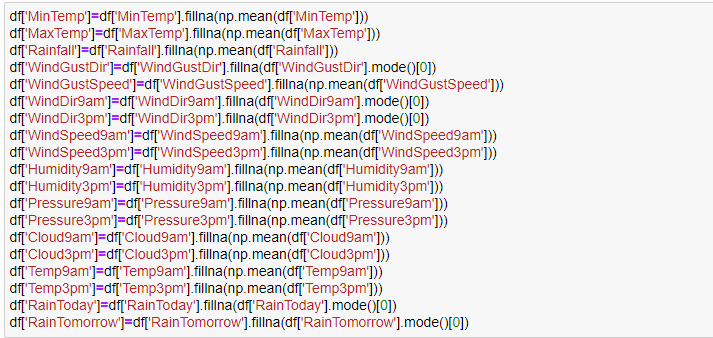 df['MinTemp']=df['MinTemp'].fillna(np.mean(df['MinTemp']))
df['MaxTemp']=df['MaxTemp'].fillna(np.mean(df['MaxTemp']))
df['Rainfall']=df['Rainfall'].fillna(np.mean(df['Rainfall']))
df['WindGustDir']=df['WindGustDir'].fillna(df['WindGustDir'].mode()[0])
df['WindGustSpeed']=df['WindGustSpeed'].fillna(np.mean(df['WindGustSpeed']))
df['WindDir9am']=df['WindDir9am'].fillna(df['WindDir9am'].mode()[0])
df['WindDir3pm']=df['WindDir3pm'].fillna(df['WindDir3pm'].mode()[0])
df['WindSpeed9am']=df['WindSpeed9am'].fillna(np.mean(df['WindSpeed9am']))
df['WindSpeed3pm']=df['WindSpeed3pm'].fillna(np.mean(df['WindSpeed3pm']))
df['Humidity9am']=df['Humidity9am'].fillna(np.mean(df['Humidity9am']))
df['Humidity3pm']=df['Humidity3pm'].fillna(np.mean(df['Humidity3pm']))
df['Pressure9am']=df['Pressure9am'].fillna(np.mean(df['Pressure9am']))
df['Pressure3pm']=df['Pressure3pm'].fillna(np.mean(df['Pressure3pm']))
df['Cloud9am']=df['Cloud9am'].fillna(np.mean(df['Cloud9am']))
df['Cloud3pm']=df['Cloud3pm'].fillna(np.mean(df['Cloud3pm']))
df['Temp9am']=df['Temp9am'].fillna(np.mean(df['Temp9am']))
df['Temp3pm']=df['Temp3pm'].fillna(np.mean(df['Temp3pm']))
df['RainToday']=df['RainToday'].fillna(df['RainToday'].mode()[0])
df['RainTomorrow']=df['RainTomorrow'].fillna(df['RainTomorrow'].mode()[0])